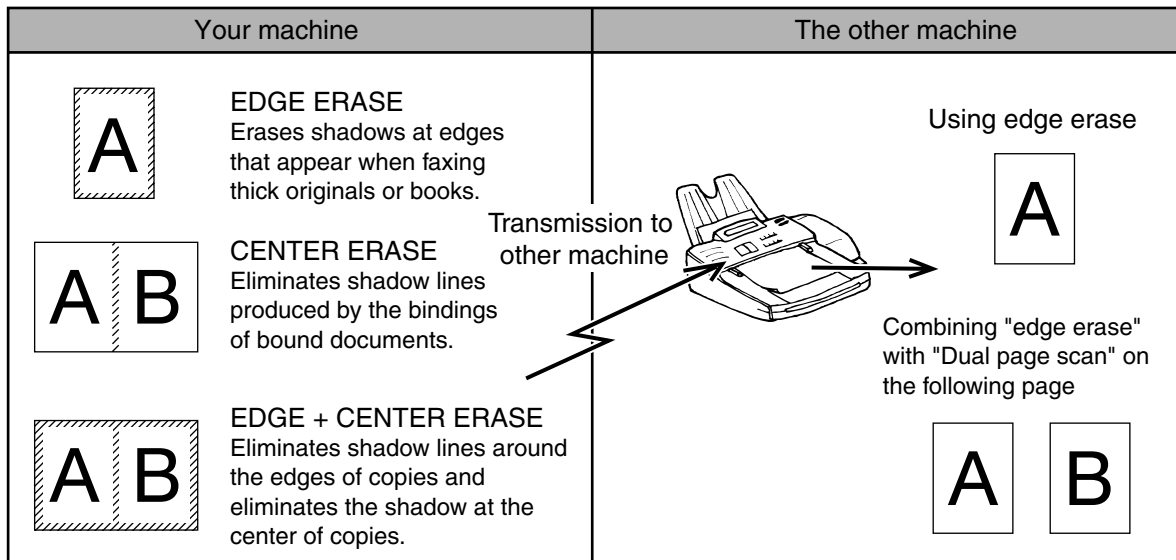 Your machine
The other machine
A
EDGE ERASE
Erases shadows at edges
that appear when faxing
thick originals or books.
A B
CENTER ERASE
Eliminates shadow lines
produced by the bindings
of bound documents.
A B
EDGE + CENTER ERASE
Eliminates shadow lines around
the edges of copies and
eliminates the shadow at the
center of copies.
Transmission to
other machine
Using edge erase
A
Combining "edge erase"
with "Dual page scan" on
the following page
A B